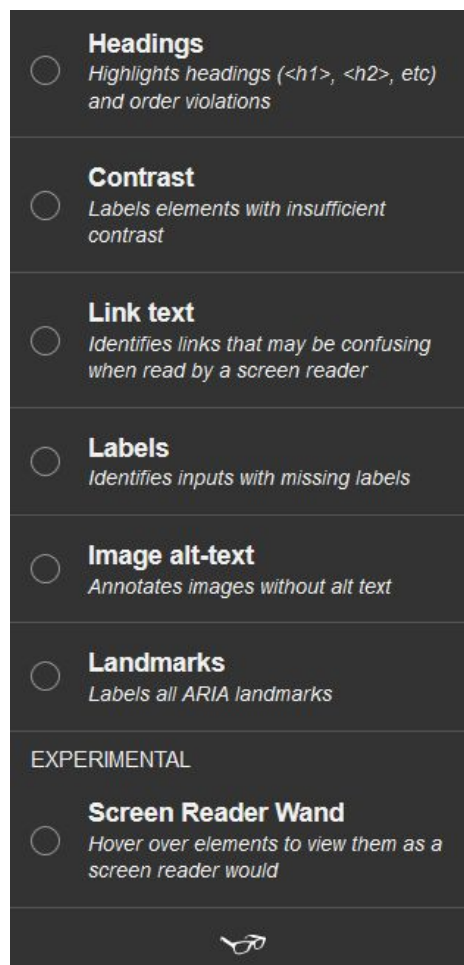 Headings
Highlights headings (<h1>, <h2>, etc)
and order violations
Contrast
Labels elements with insufficient
contrast
Link text
Identifies links that may be confusing
when read by a screen reader
Labels
Identifies inputs with missing labels
Image alt-text
Annotates images without alt text
Landmarks
Labels all ARIA landmarks
EXPERIMENTAL
Screen Reader Wand
Hover over elements to view them as a
screen reader would